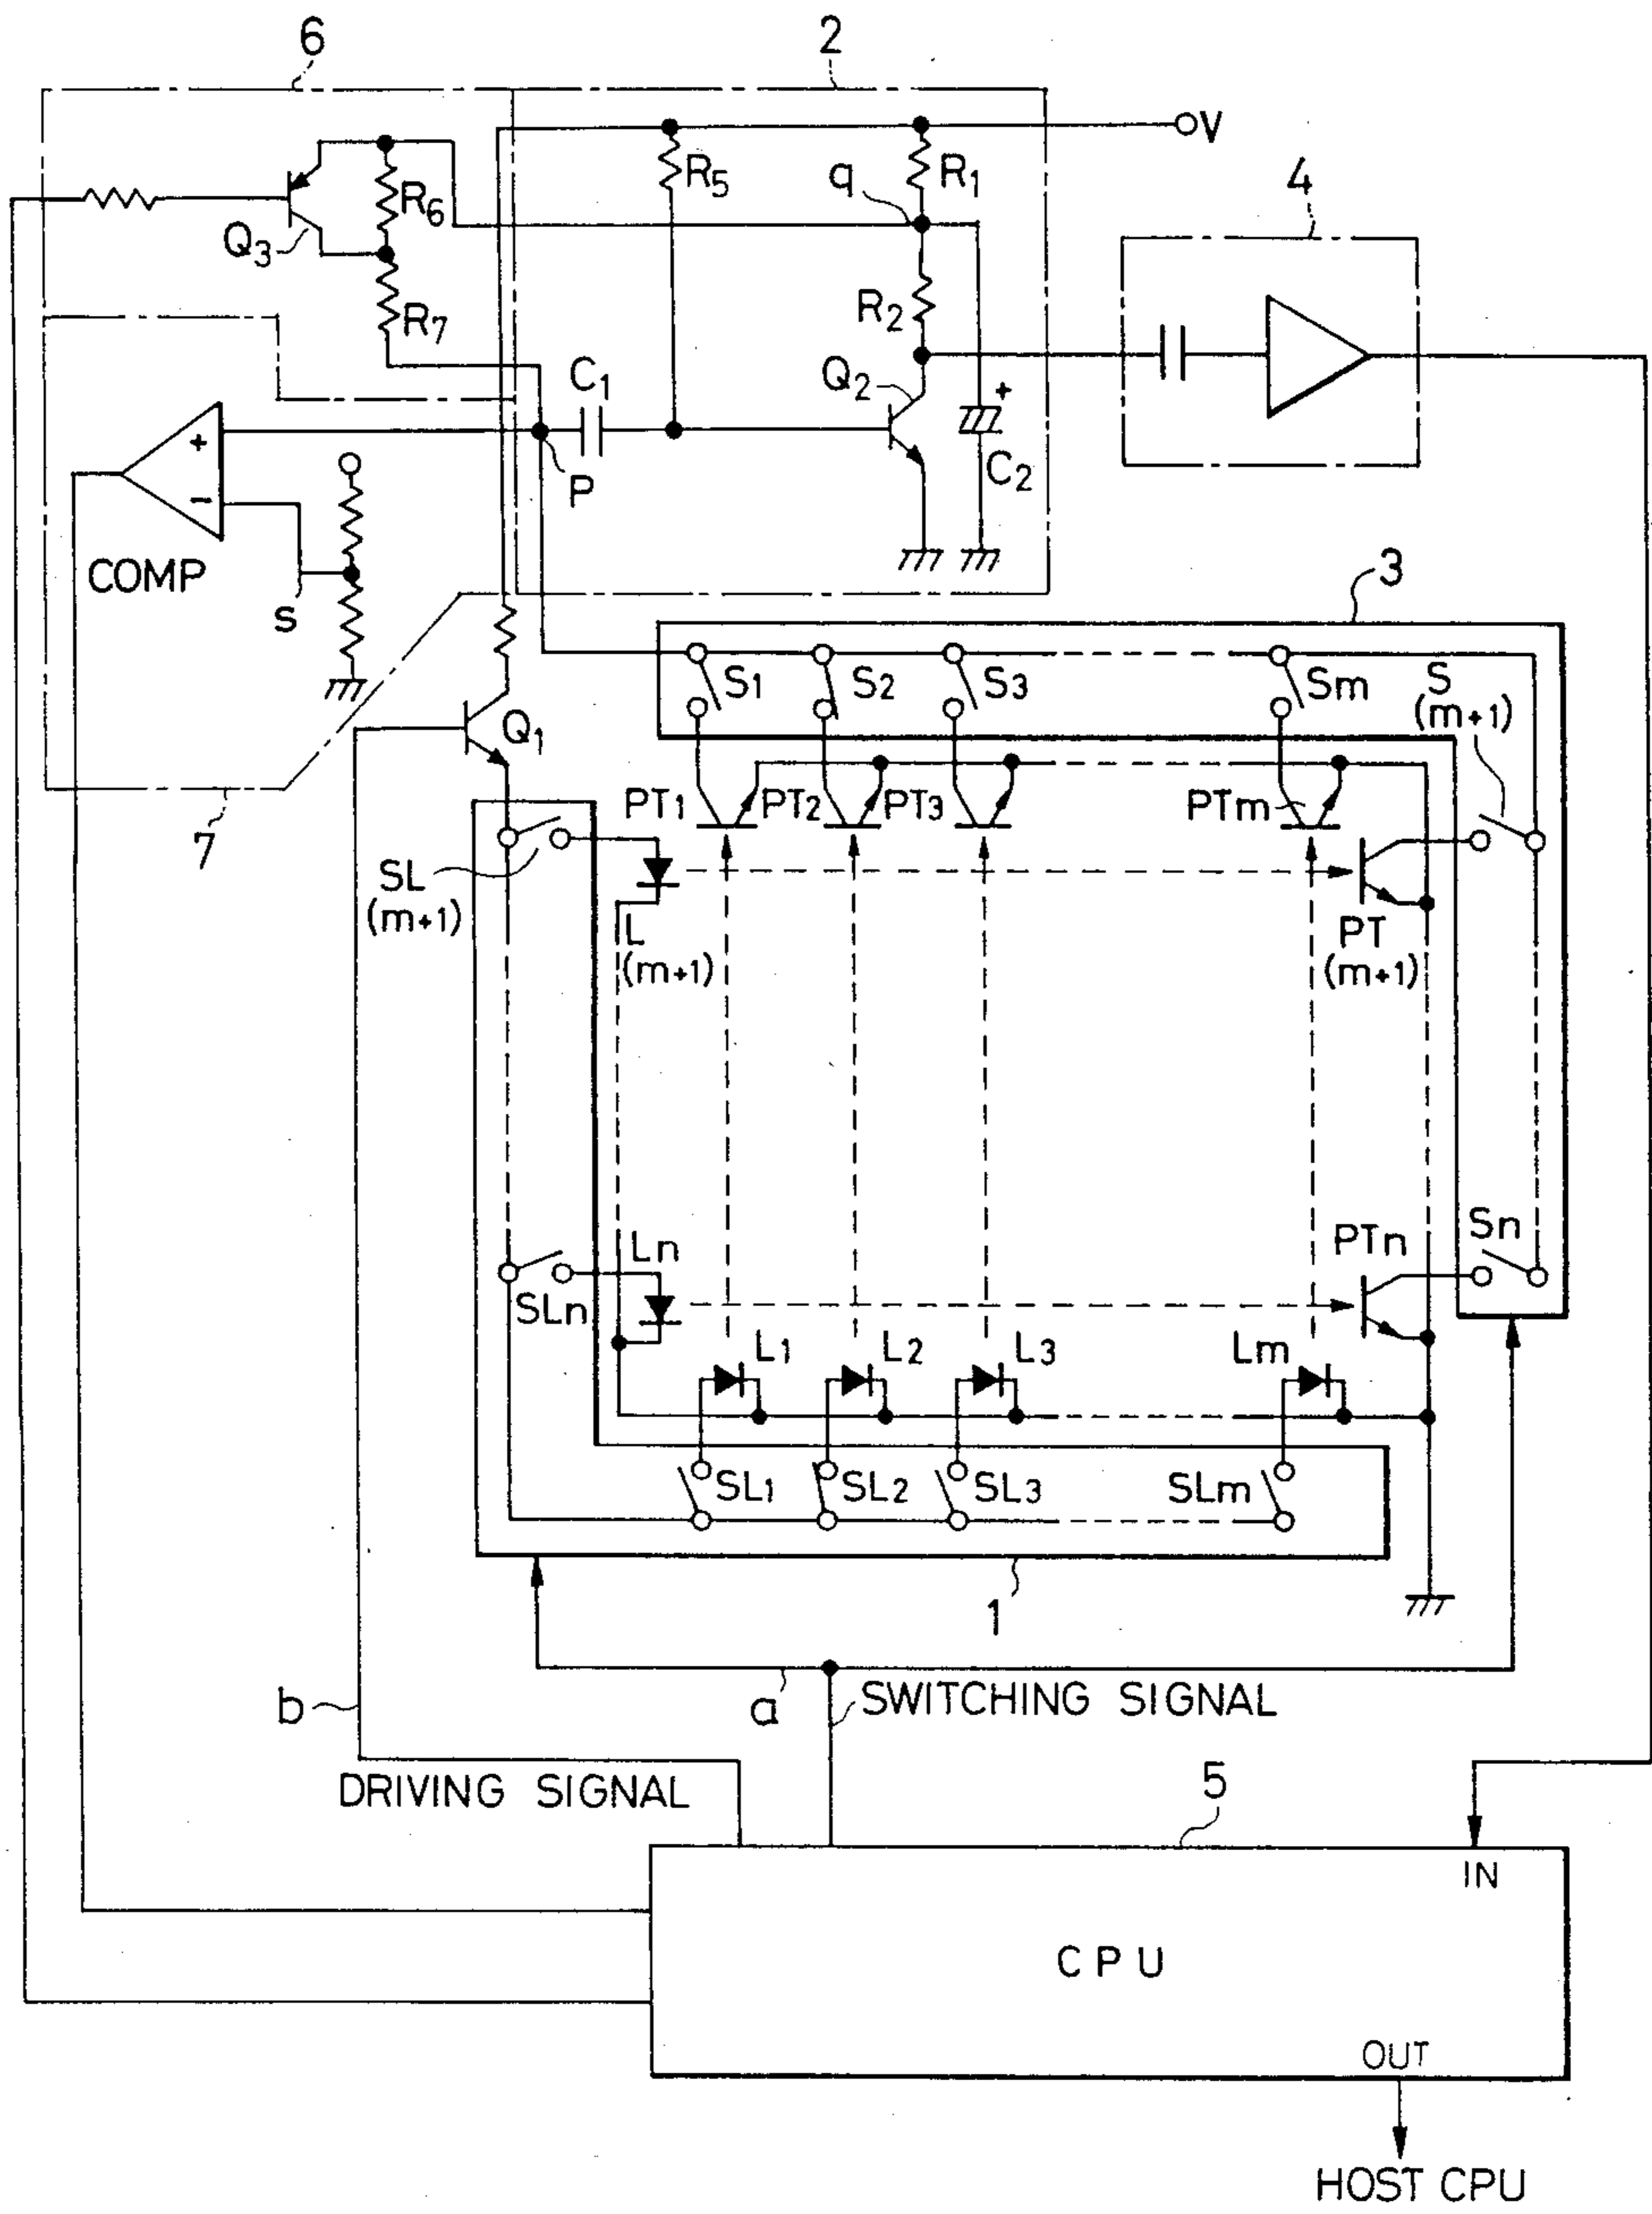 6
2
V
R5
q
R1
4
R6
Q3
R2
R7
C1
Q2
+
+
P
C2
−
COMP
s
3
S1
S2
S3
Sm
S
(m+1)
Q1
PT1
PT2
PT3
PTm
7
SL
(m+1)
L
(m+1)
PT
(m+1)
Ln
PTn
Sn
SLn
L1
L2
L3
Lm
SL1
SL2
SL3
SLm
1
b
a
SWITCHING SIGNAL
DRIVING SIGNAL
5
IN
CPU
OUT
HOST CPU